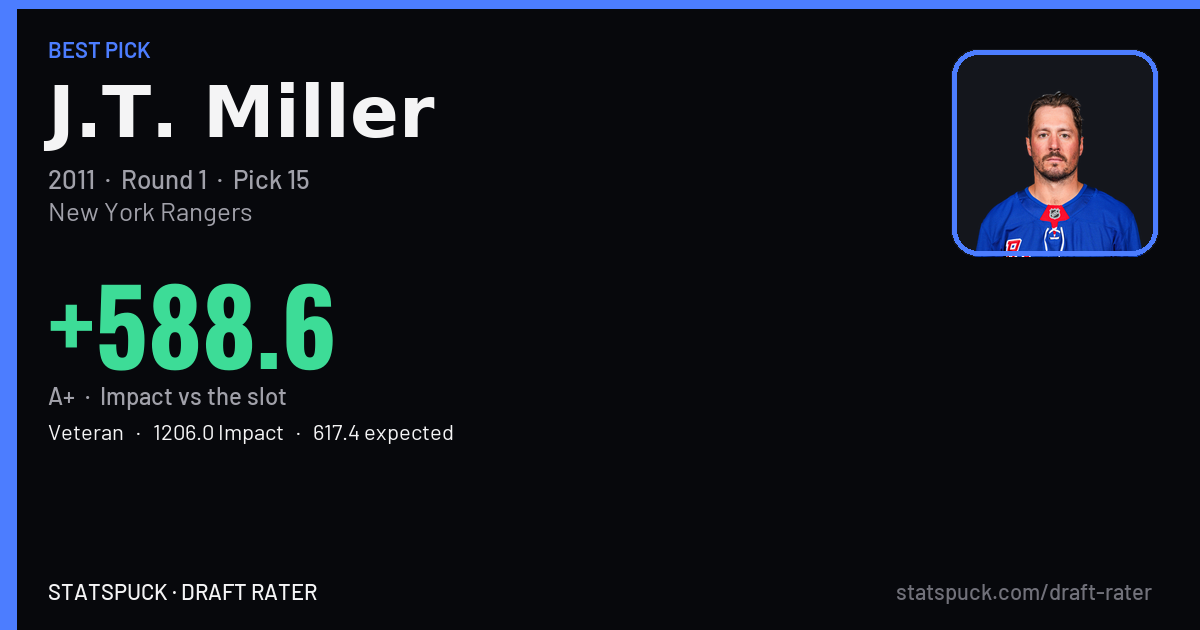 BEST PICK
J.T. Miller
2011 · Round 1 · Pick 15
New York Rangers
+588.6
A+ · Impact vs the slot
Veteran · 1206.0 Impact · 617.4 expected
STATSPUCK · DRAFT RATER
statspuck.com/draft-rater